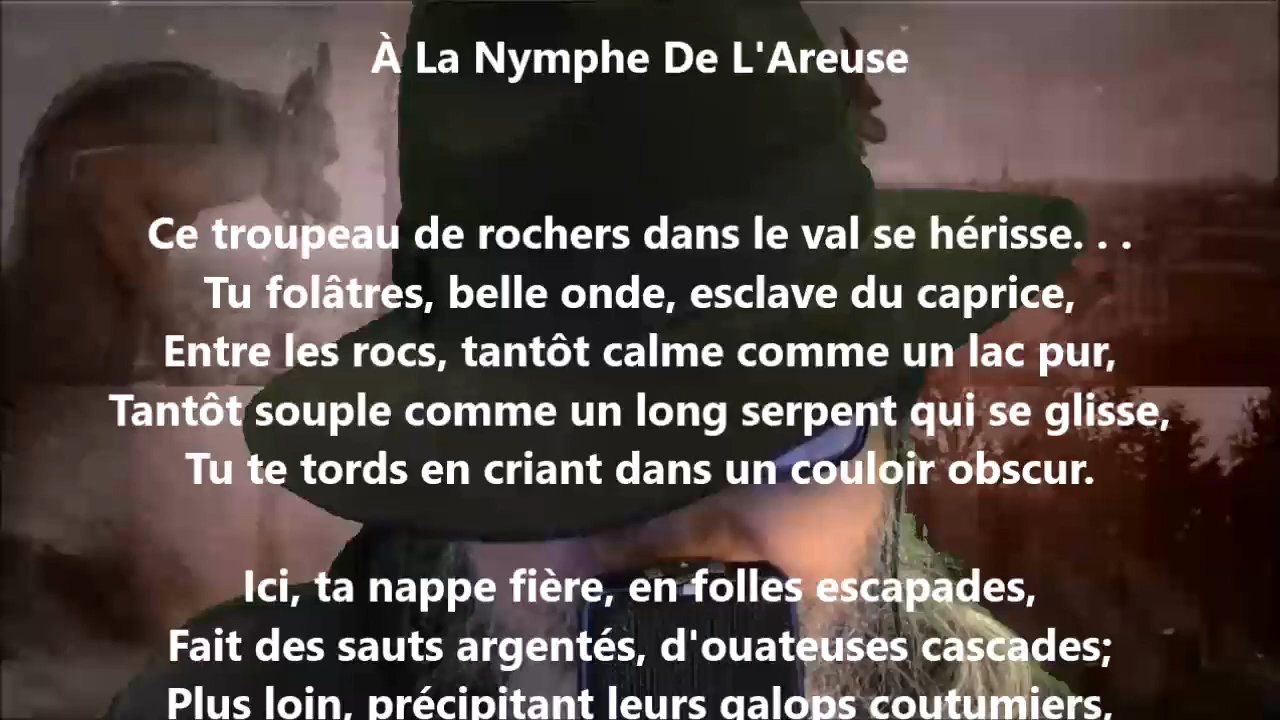 À La Nymphe De L'Areuse
Ce troupeau de rochers dans le val se hérisse. . .
Tu folâtres, belle onde, esclave du caprice,
Entre les rocs, tantôt calme comme un lac pur,
Tantôt souple comme un long serpent qui se glisse,
Tu te tords en criant dans un couloir obscur.
Ici, ta nappe fière, en folles escapades,
Fait des sauts argentés, d'ouateuses cascades;
Plus loin, précipitant leurs galops coutumiers,